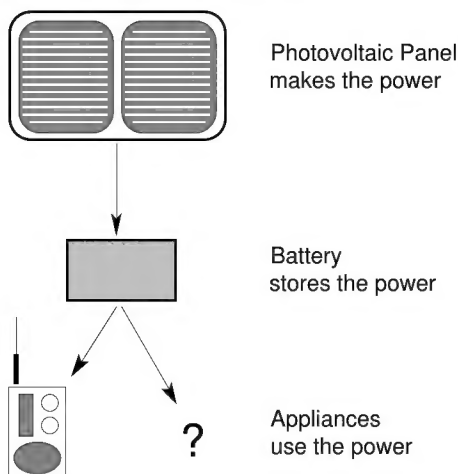 Photovoltaic Panel
makes the power
Battery
stores the power
?
Appliances
use the power